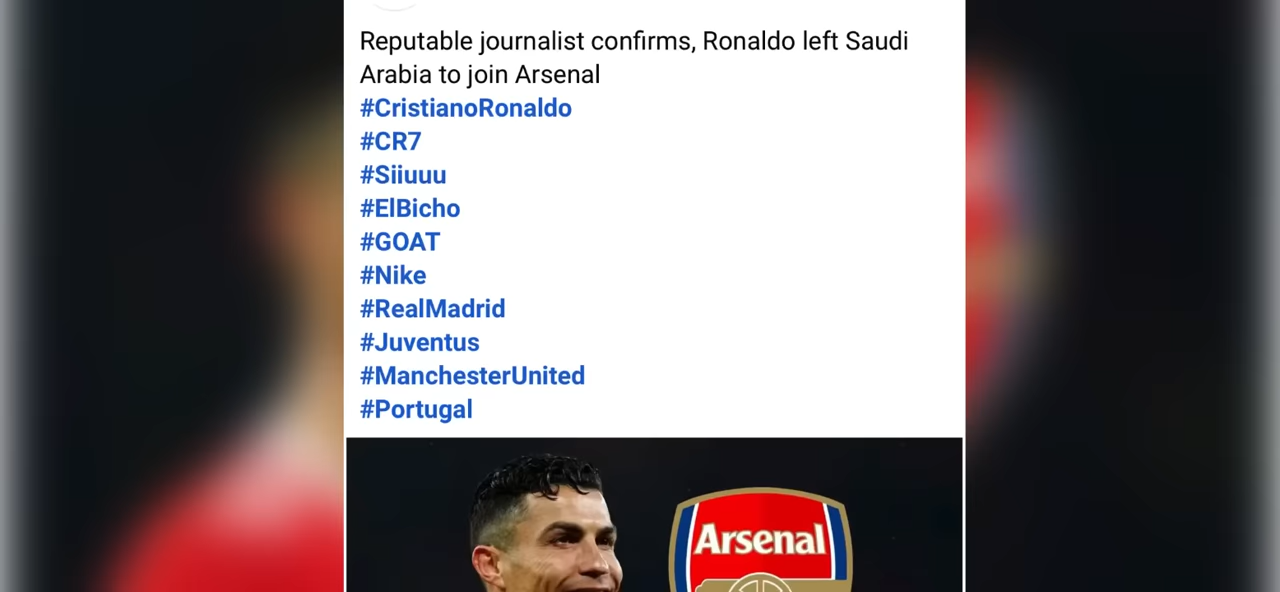 Reputable journalist confirms, Ronaldo left Saudi
Arabia to join Arsenal
#CristianoRonaldo
#CR7
#Siiuuu
#ElBicho
#GOAT
#Nike
#RealMadrid
#Juventus
#ManchesterUnited
#Portugal
Arsenal